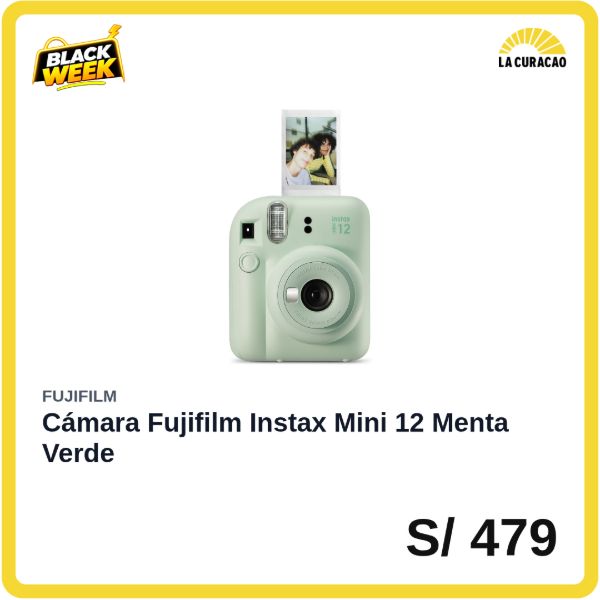 BLACK
WEEK
LA CURACAO
instax
mini 12
FUJIFILM
Cámara Fujifilm Instax Mini 12 Menta
Verde
S/ 479